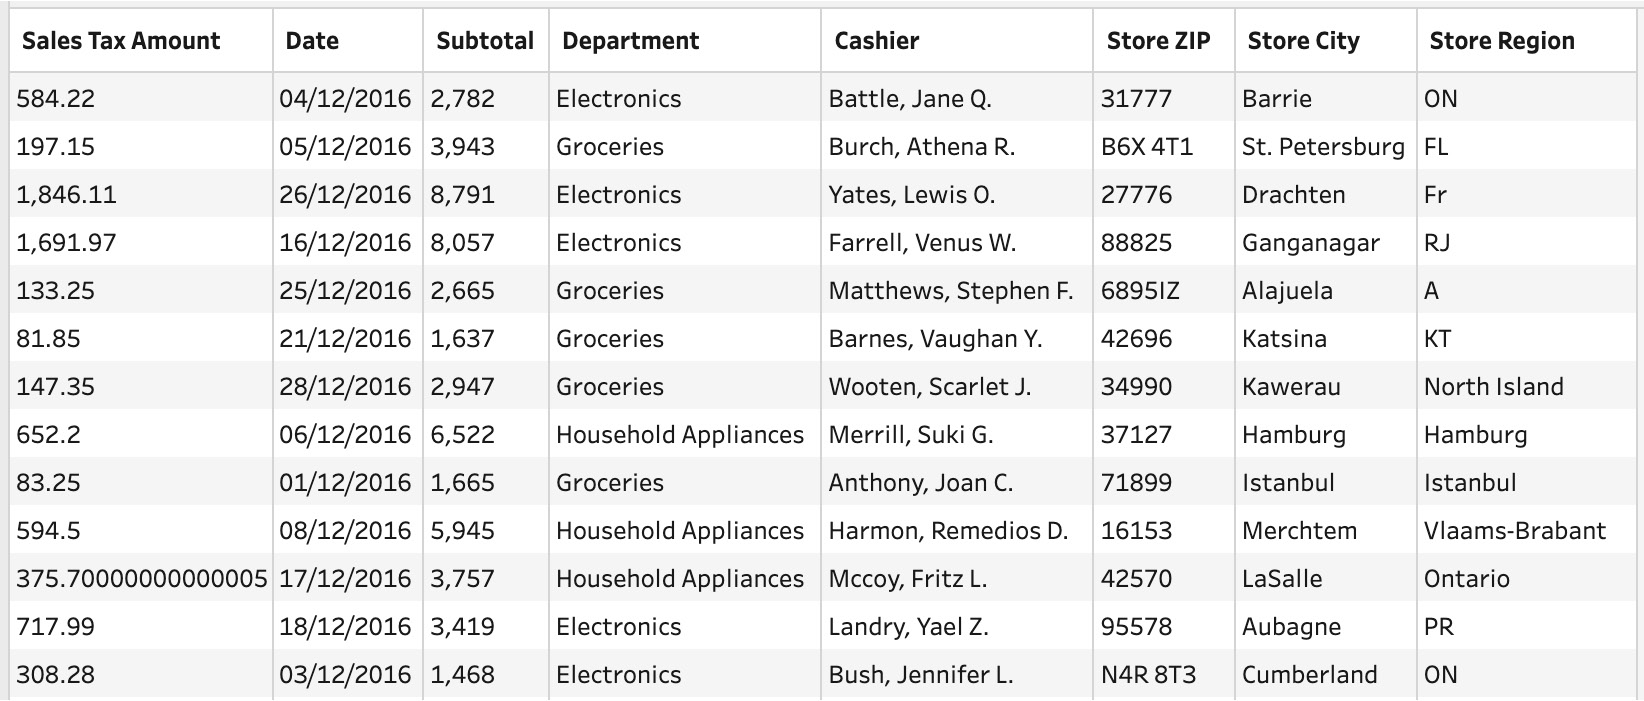 Sales Tax Amount Date Subtotal Department Cashier Store ZIP Store City Store Region
584.22 04/12/2016 2,782 Electronics Battle, Jane Q. 31777 Barrie ON
197.15 05/12/2016 3,943 Groceries Burch, Athena R. B6X 4T1 St. Petersburg FL
1,846.11 26/12/2016 8,791 Electronics Yates, Lewis O. 27776 Drachten Fr
1,691.97 16/12/2016 8,057 Electronics Farrell, Venus W. 88825 Ganganagar RJ
133.25 25/12/2016 2,665 Groceries Matthews, Stephen F. 6895IZ Alajuela A
81.85 21/12/2016 1,637 Groceries Barnes, Vaughan Y. 42696 Katsina KT
147.35 28/12/2016 2,947 Groceries Wooten, Scarlet J. 34990 Kawerau North Island
652.2 06/12/2016 6,522 Household Appliances Merrill, Suki G. 37127 Hamburg Hamburg
83.25 01/12/2016 1,665 Groceries Anthony, Joan C. 71899 Istanbul Istanbul
594.5 08/12/2016 5,945 Household Appliances Harmon, Remedios D. 16153 Merchtem Vlaams-Brabant
375.70000000000005 17/12/2016 3,757 Household Appliances Mccoy, Fritz L. 42570 LaSalle Ontario
717.99 18/12/2016 3,419 Electronics Landry, Yael Z. 95578 Aubagne PR
308.28 03/12/2016 1,468 Electronics Bush, Jennifer L. N4R 8T3 Cumberland ON